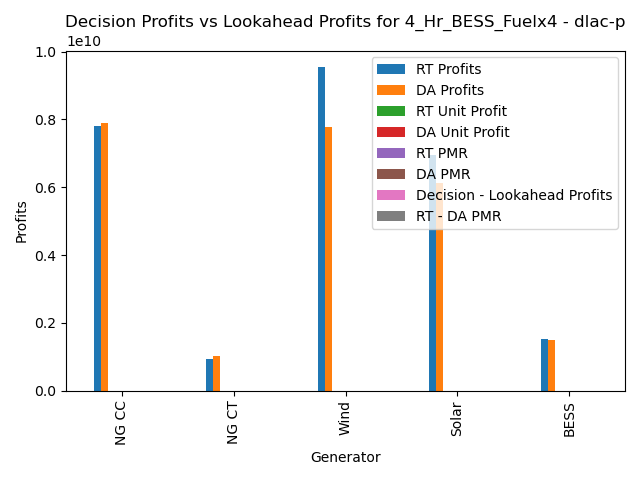 Decision Profits vs Lookahead Profits for 4_Hr_BESS_Fuelx4 - dlac-p
1e10
1.0
0.8
0.6
0.4
0.2
0.0
Profits
RT Profits
DA Profits
RT Unit Profit
DA Unit Profit
RT PMR
DA PMR
Decision - Lookahead Profits
RT - DA PMR
NG CC
NG CT
Wind
Solar
BESS
Generator